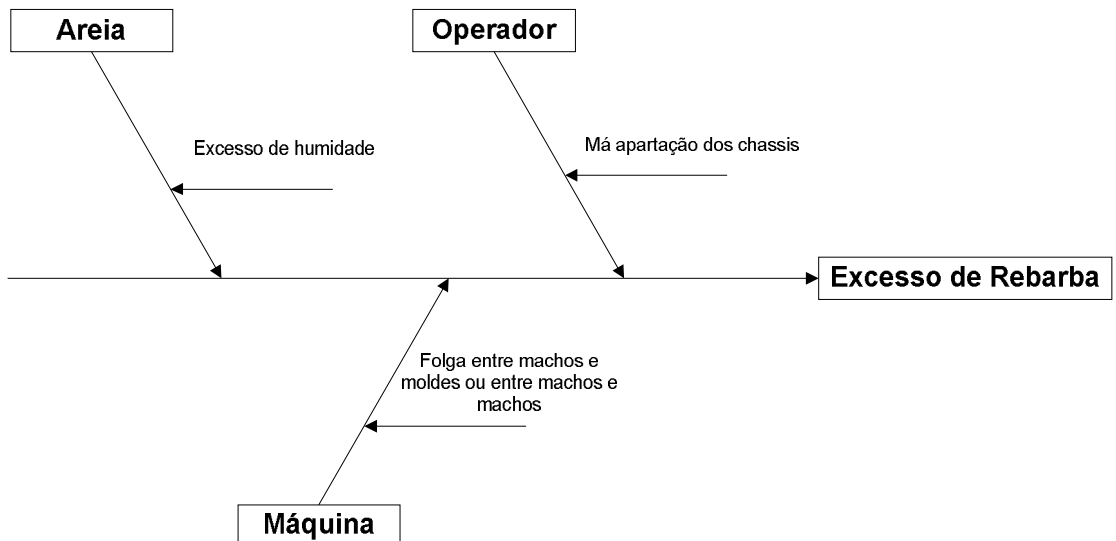 Areia
Operador
Excesso de humidade
Má apartação dos chassis
Excesso de Rebarba
Folga entre machos e
moldes ou entre machos e
machos
Máquina